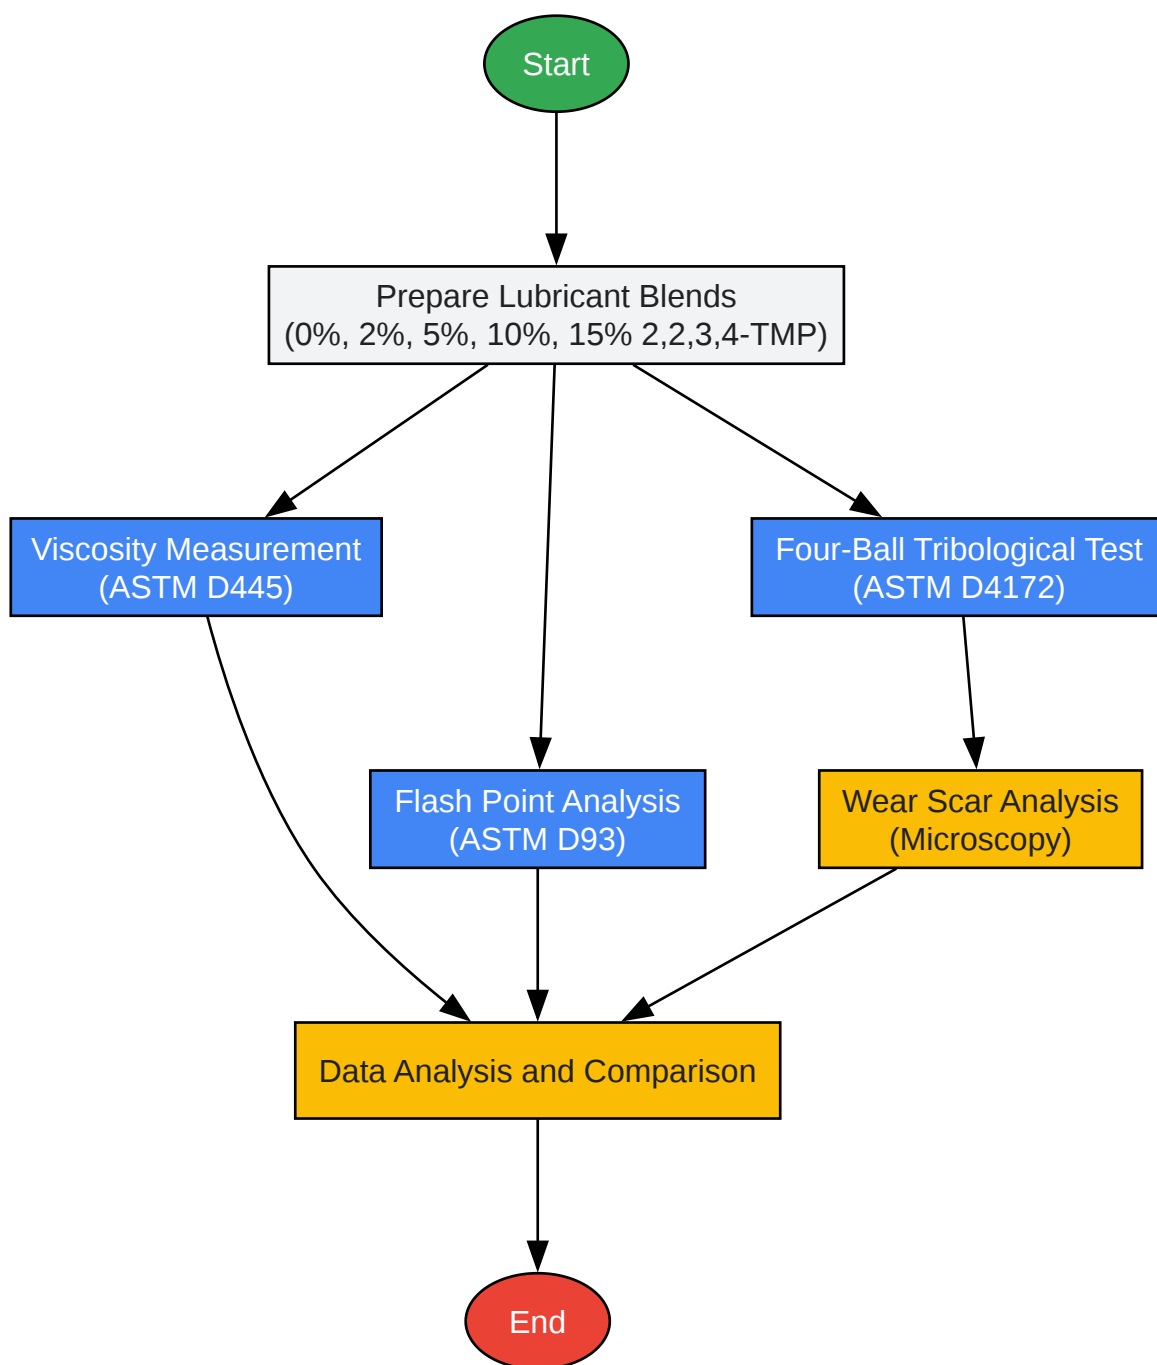 Start
Prepare Lubricant Blends
(0%, 2%, 5%, 10%, 15% 2,2,3,4-TMP)
Viscosity Measurement
(ASTM D445)
Four-Ball Tribological Test
(ASTM D4172)
Flash Point Analysis
(ASTM D93)
Wear Scar Analysis
(Microscopy)
Data Analysis and Comparison
End